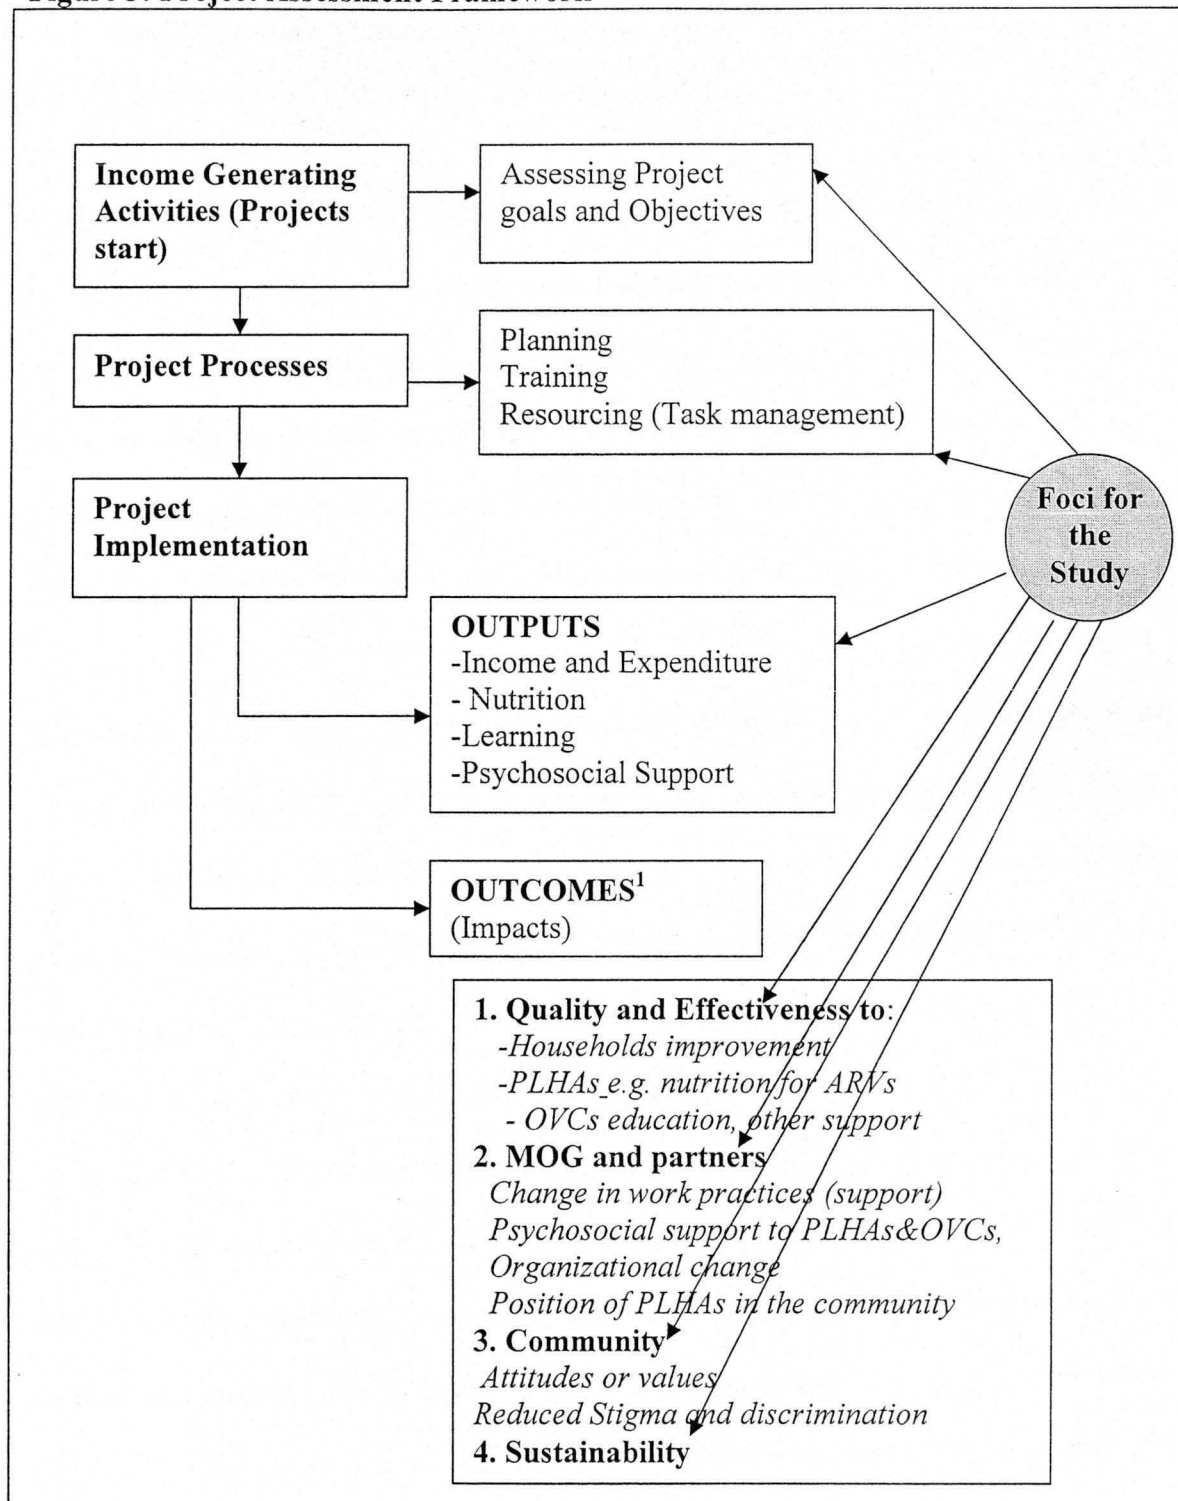 Income Generating
Activities (Projects
start)
Assessing Project
goals and Objectives
Project Processes
Planning
Training
Resourcing (Task management)
Project
Implementation
Foci for
the
Study
OUTPUTS
-Income and Expenditure
- Nutrition
-Learning
-Psychosocial Support
OUTCOMES¹
(Impacts)
1. Quality and Effectiveness to:
-Households improvement
-PLHAs e.g. nutrition for ARVs
- OVCs education, other support
2. MOG and partners
Change in work practices (support)
Psychosocial support to PLHAs&OVCs,
Organizational change
Position of PLHAs in the community
3. Community
Attitudes or values
Reduced Stigma and discrimination
4. Sustainability